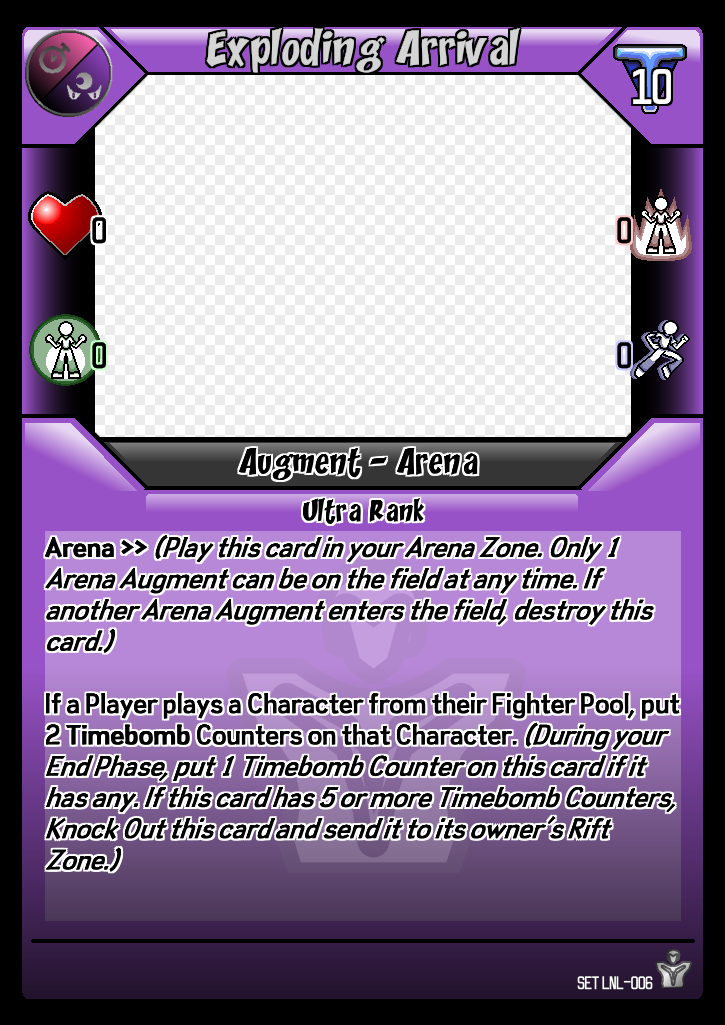 Exploding Arrival
10
0
0
0
0
Augment - Arena
Ultra Rank
Arena >> (Play this card in your Arena Zone. Only 1
Arena Augment can be on the field at any time. If
another Arena Augment enters the field, destroy this
card.)
If a Player plays a Character from their Fighter Pool, put
2 Timebomb Counters on that Character. (During your
End Phase, put 1 Timebomb Counter on this card if it
has any. If this card has 5 or more Timebomb Counters,
Knock Out this card and send it to its owner's Rift
Zone.)
SET LNL-006